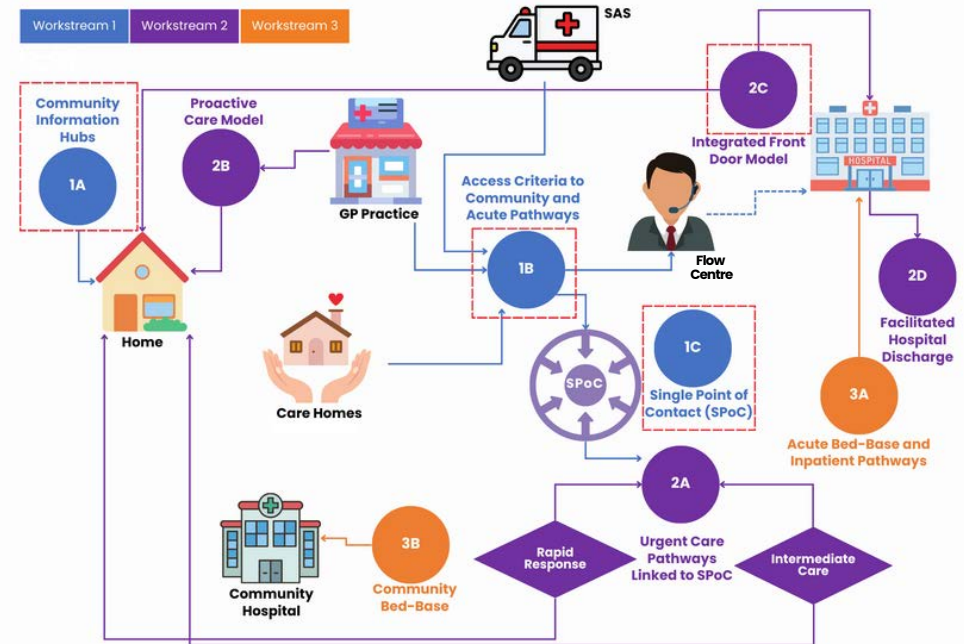 Workstream 1
Workstream 2
Workstream 3
SAS
Community
Information
Hubs
1A
Proactive
Care Model
2B
GP Practice
2C
Integrated Front
Door Model
HOSPITAL
Access Criteria to
Community and
Acute Pathways
1B
Flow
Centre
2D
Facilitated
Hospital
Discharge
Home
Care Homes
SPoC
1C
Single Point of
Contact (SPoC)
3A
Acute Bed-Base and
Inpatient Pathways
2A
Urgent Care
Pathways
Linked to SPoC
Rapid
Response
Intermediate
Care
Community
Hospital
3B
Community
Bed-Base